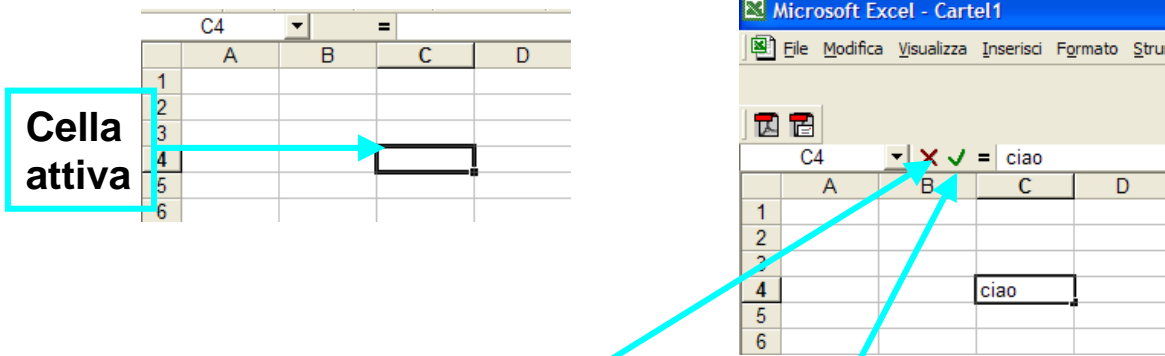 C4 =
A B C D
1
2
3
4
5
6
Cella
attiva
Microsoft Excel - Cartel1
File Modifica Visualizza Inserisci Formato Stru
C4 = ciao
A B C D
1
2
3
4 ciao
5
6